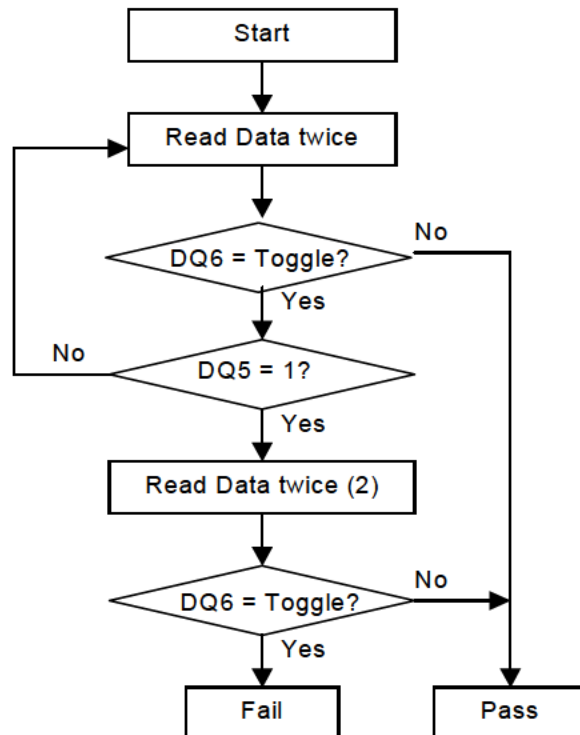 Start
Read Data twice
No
DQ6 = Toggle?
Yes
No
DQ5 = 1?
Yes
Read Data twice (2)
No
DQ6 = Toggle?
Yes
Fail
Pass